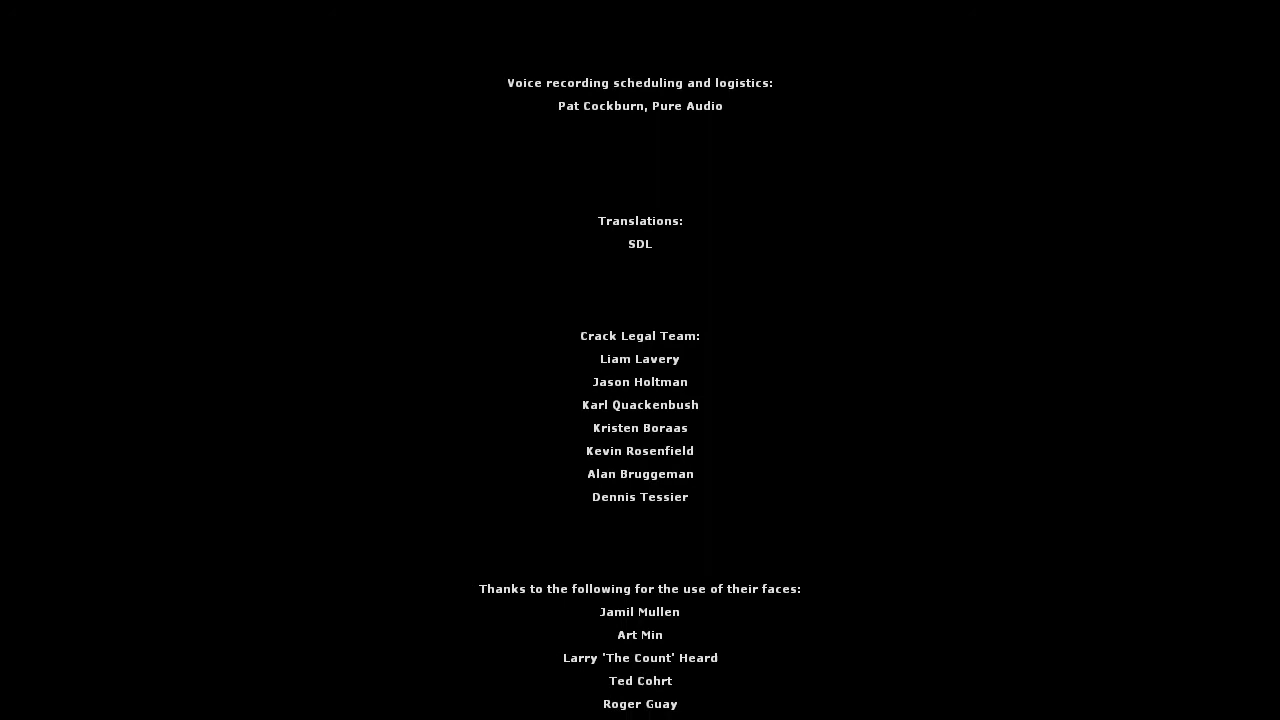 Voice recording scheduling and logistics:
Pat Cockburn, Pure Audio
Translations:
SDL
Crack Legal Team:
Liam Lavery
Jason Holtman
Karl Quackenbush
Kristen Boraas
Kevin Rosenfield
Alan Bruggeman
Dennis Tessier
Thanks to the following for the use of their faces:
Jamil Mullen
Art Min
Larry 'The Count' Heard
Ted Cohrt
Roger Guay